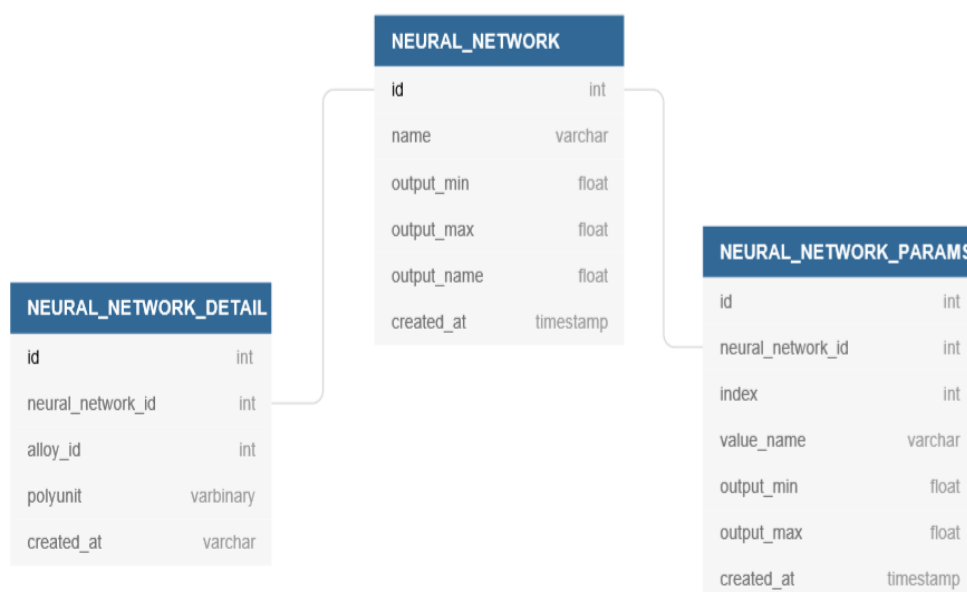 NEURAL_NETWORK
id int
name varchar
output_min float
output_max float
output_name float
created_at timestamp
NEURAL_NETWORK_DETAIL
id int
neural_network_id int
alloy_id int
polyunit varbinary
created_at varchar
NEURAL_NETWORK_PARAMS
id int
neural_network_id int
index int
value_name varchar
output_min float
output_max float
created_at timestamp